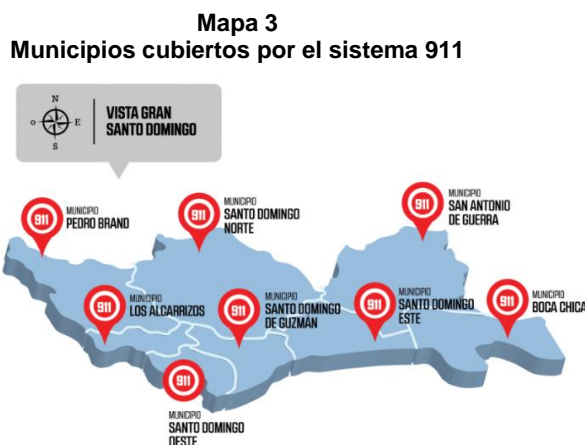 Mapa 3
Municipios cubiertos por el sistema 911
N
O
E
S
VISTA GRAN
SANTO DOMINGO
911
MUNICIPIO
PEDRO BRAND
911
MUNICIPIO
SANTO DOMINGO
NORTE
911
MUNICIPIO
SAN ANTONIO
DE GUERRA
911
MUNICIPIO
LOS ALCARRIZOS
911
MUNICIPIO
SANTO DOMINGO
DE GUZMÁN
911
MUNICIPIO
SANTO DOMINGO
ESTE
911
MUNICIPIO
BOCA CHICA
911
MUNICIPIO
SANTO DOMINGO
OESTE